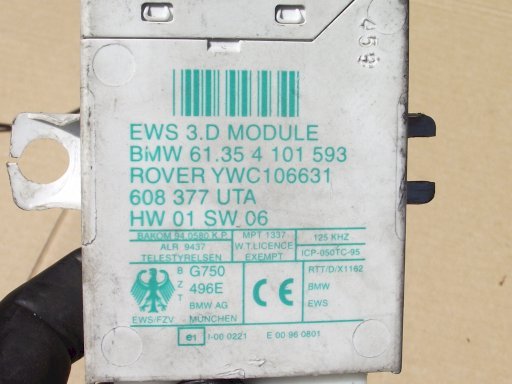 EWS 3.D MODULE
BMW 61.35 4 101 593
ROVER YWC106631
608 377 UTA
HW 01 SW 06
BAKOM 94.0580.K.P. MPT 1337 125 KHZ
ALR 9437 W.T.LICENCE
TELESTYRELSEN EXEMPT ICP-050TC-95
B G750 RTT/D/X1162
Z 496E BMW
T BMW AG EWS
EWS/FZV MÜNCHEN CE
e1 I-00 0221 E 00 96 0801